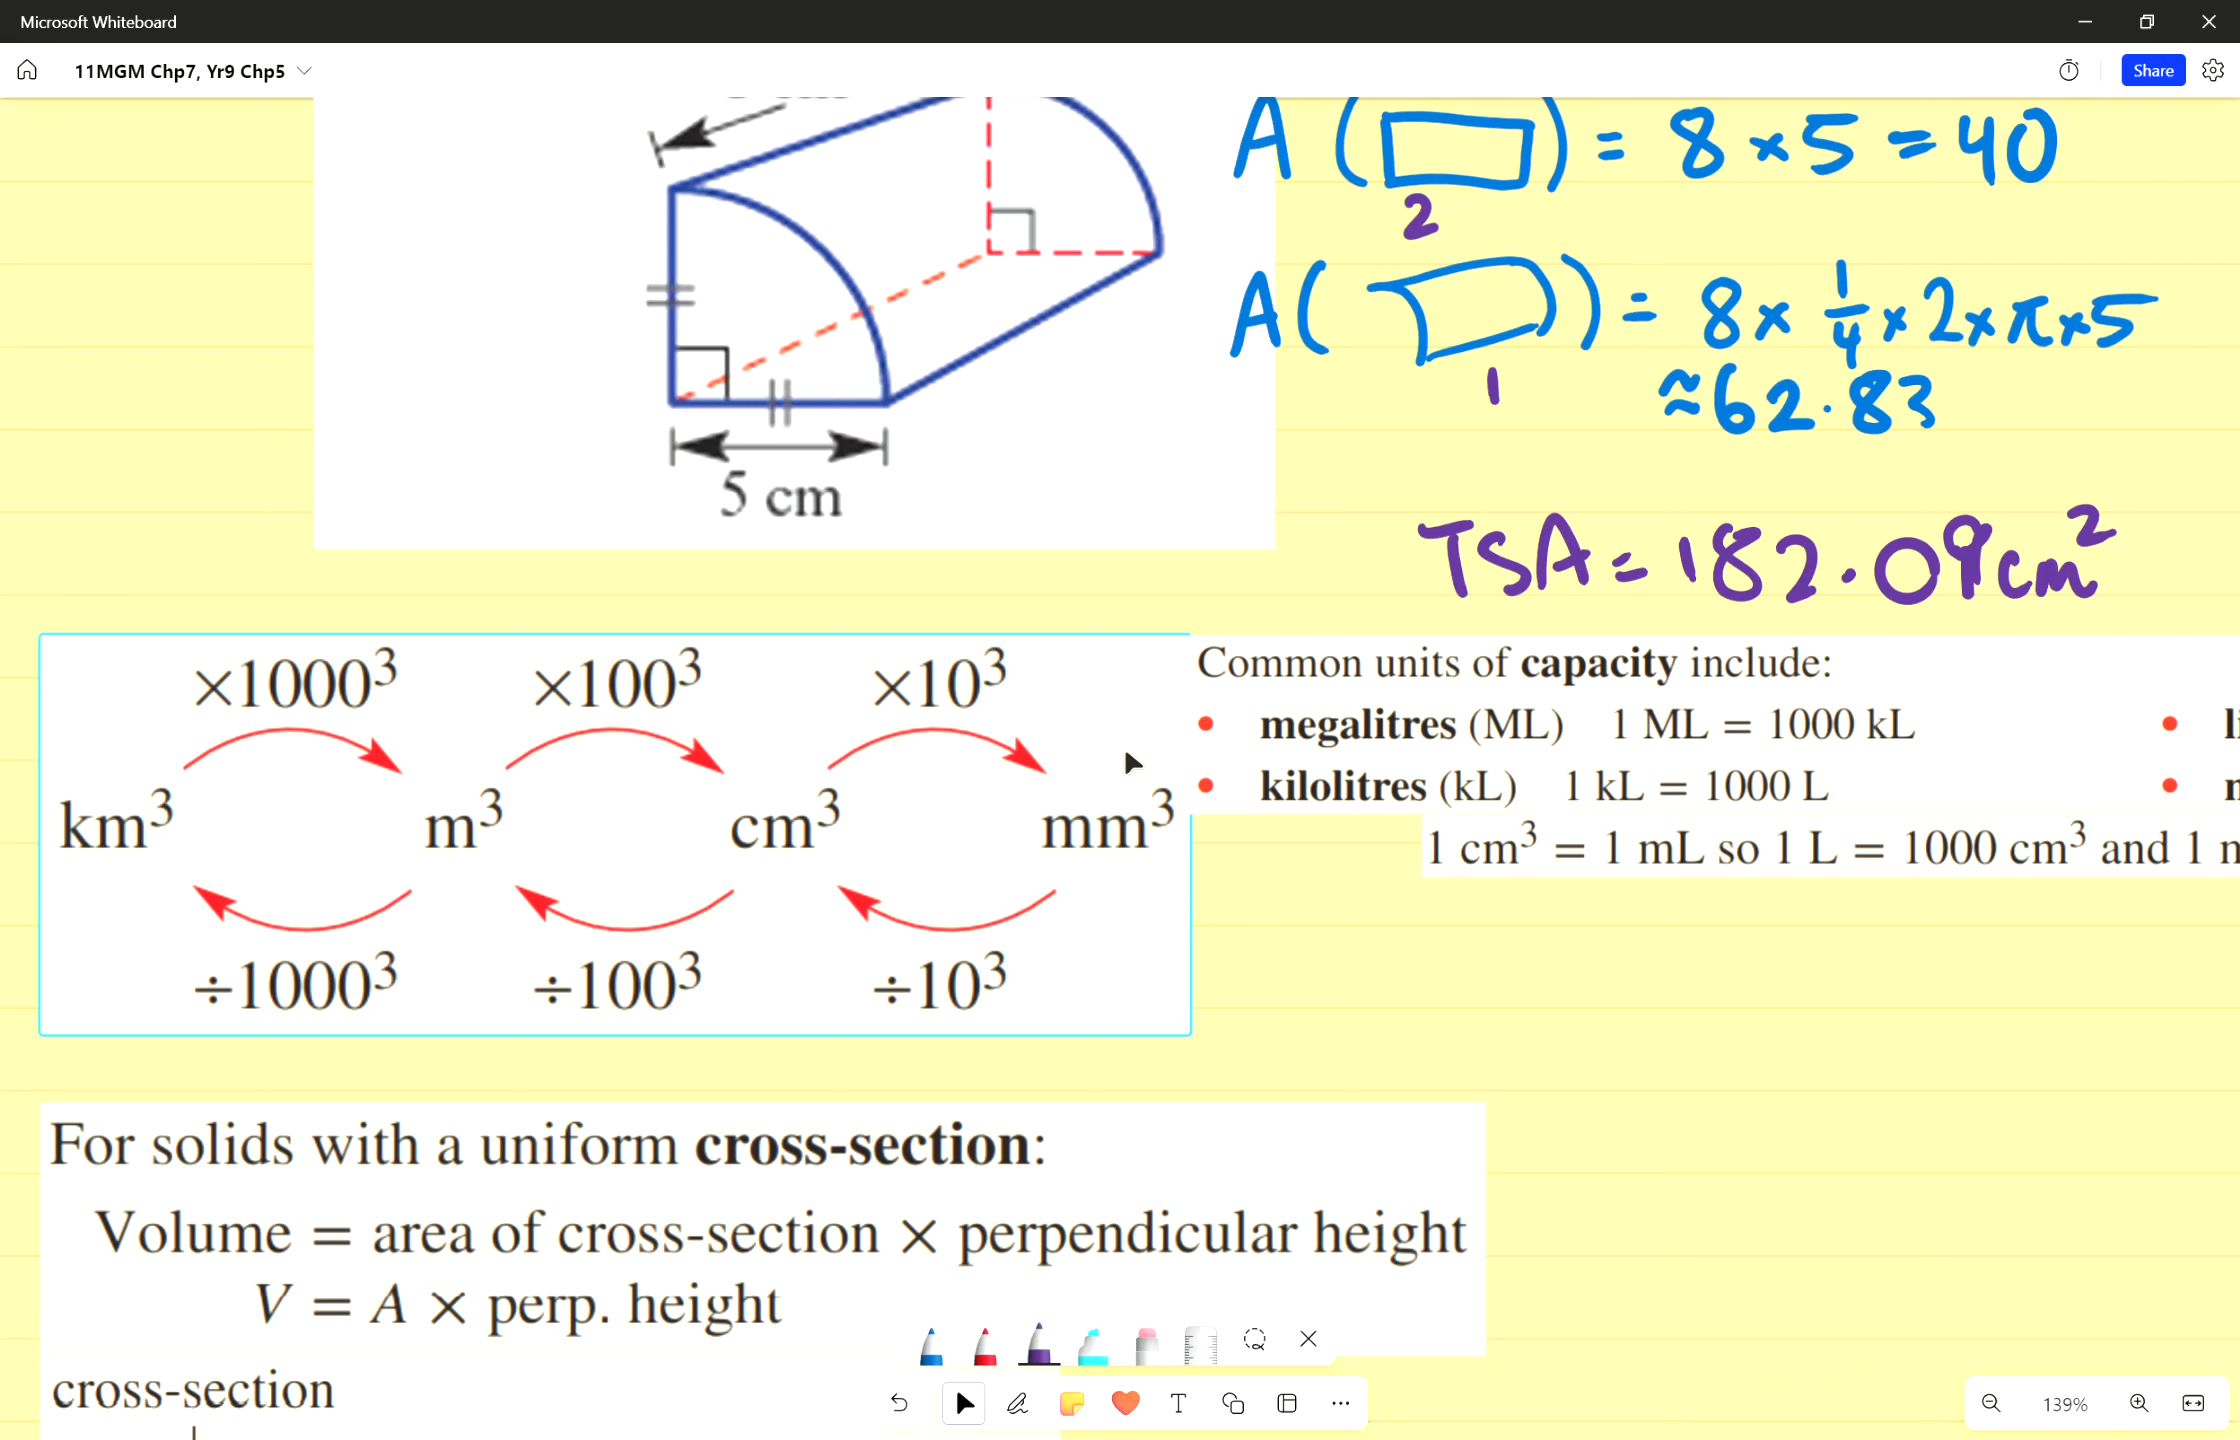 Microsoft Whiteboard
11MGM Chp7, Yr9 Chp5
Share
A ( ) = 8 × 5 = 40
2
A ( ) = 8 × 1/4 × 2 × π × 5
1
≈ 62.83
5 cm
TSA = 182.09 cm²
×1000³ ×100³ ×10³
km³ m³ cm³ mm³
÷1000³ ÷100³ ÷10³
Common units of capacity include:
• megalitres (ML) 1 ML = 1000 kL •
• kilolitres (kL) 1 kL = 1000 L •
1 cm³ = 1 mL so 1 L = 1000 cm³ and 1
For solids with a uniform cross-section:
Volume = area of cross-section × perpendicular height
V = A × perp. height
cross-section
T
139%